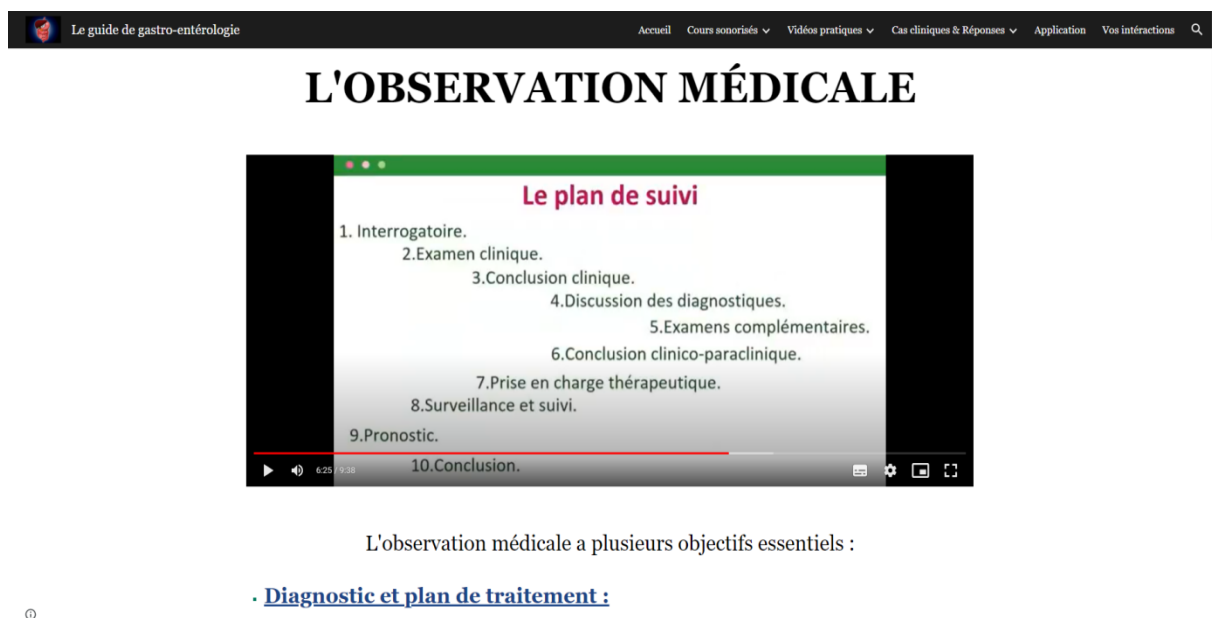 Le guide de gastro-entérologie
Accueil Cours sonorisés Vidéos pratiques Cas cliniques & Réponses Application Vos intéractions
L'OBSERVATION MÉDICALE
Le plan de suivi
1. Interrogatoire.
2.Examen clinique.
3.Conclusion clinique.
4.Discussion des diagnostiques.
5.Examens complémentaires.
6.Conclusion clinico-paraclinique.
7.Prise en charge thérapeutique.
8.Surveillance et suivi.
9.Pronostic.
10.Conclusion.
6:25 / 9:38
L'observation médicale a plusieurs objectifs essentiels :
Diagnostic et plan de traitement :